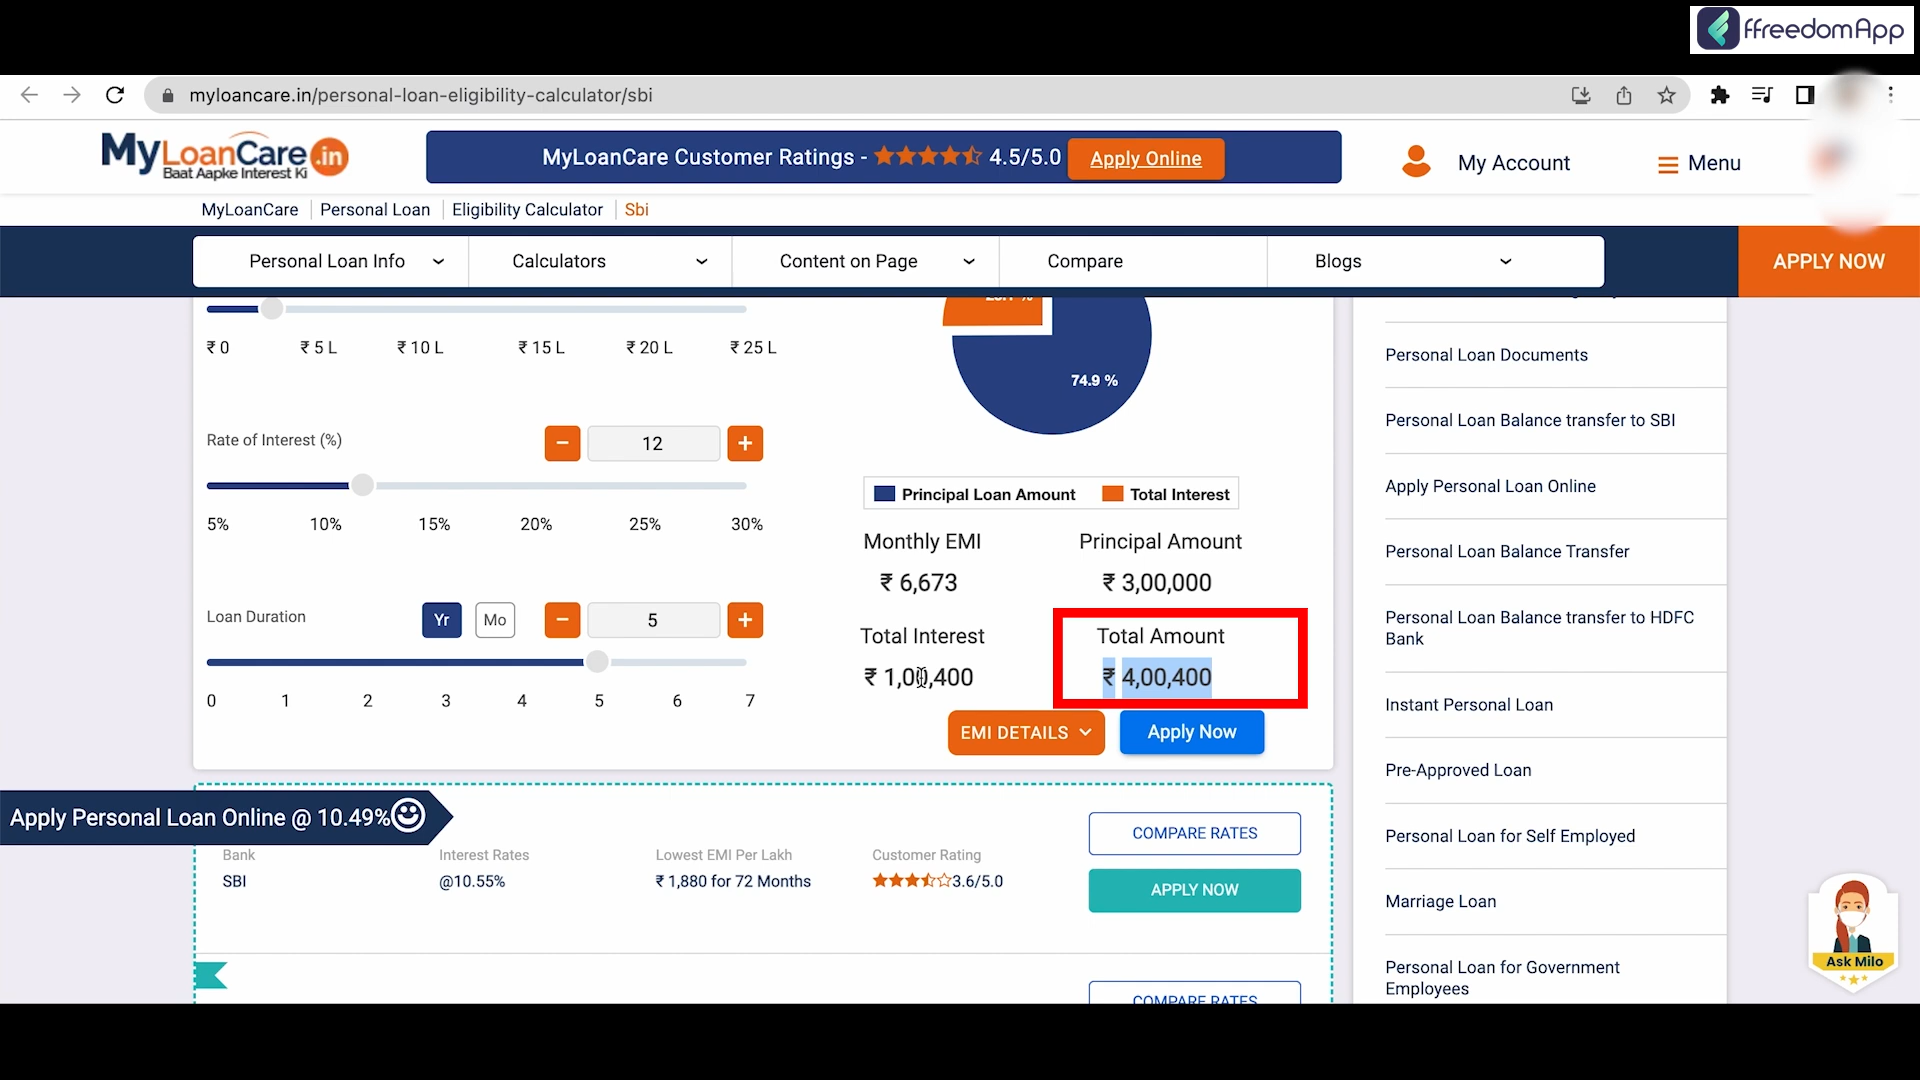 ffreedomApp
myloancare.in/personal-loan-eligibility-calculator/sbi
MyLoanCare.in
Baat Aapke Interest Ki
MyLoanCare Customer Ratings - 4.5/5.0 Apply Online
My Account
Menu
MyLoanCare Personal Loan Eligibility Calculator Sbi
Personal Loan Info Calculators Content on Page Compare Blogs
APPLY NOW
₹ 0 ₹ 5 L ₹ 10 L ₹ 15 L ₹ 20 L ₹ 25 L
74.9 %
Rate of Interest (%) − 12 +
5% 10% 15% 20% 25% 30%
Loan Duration Yr Mo − 5 +
0 1 2 3 4 5 6 7
Principal Loan Amount Total Interest
Monthly EMI Principal Amount
₹ 6,673 ₹ 3,00,000
Total Interest Total Amount
₹ 1,00,400 ₹ 4,00,400
EMI DETAILS Apply Now
Personal Loan Documents
Personal Loan Balance transfer to SBI
Apply Personal Loan Online
Personal Loan Balance Transfer
Personal Loan Balance transfer to HDFC
Bank
Instant Personal Loan
Pre-Approved Loan
Personal Loan for Self Employed
Marriage Loan
Personal Loan for Government
Employees
Apply Personal Loan Online @ 10.49%
Bank Interest Rates Lowest EMI Per Lakh Customer Rating
SBI @10.55% ₹ 1,880 for 72 Months 3.6/5.0
COMPARE RATES
APPLY NOW
COMPARE RATES
Ask Milo